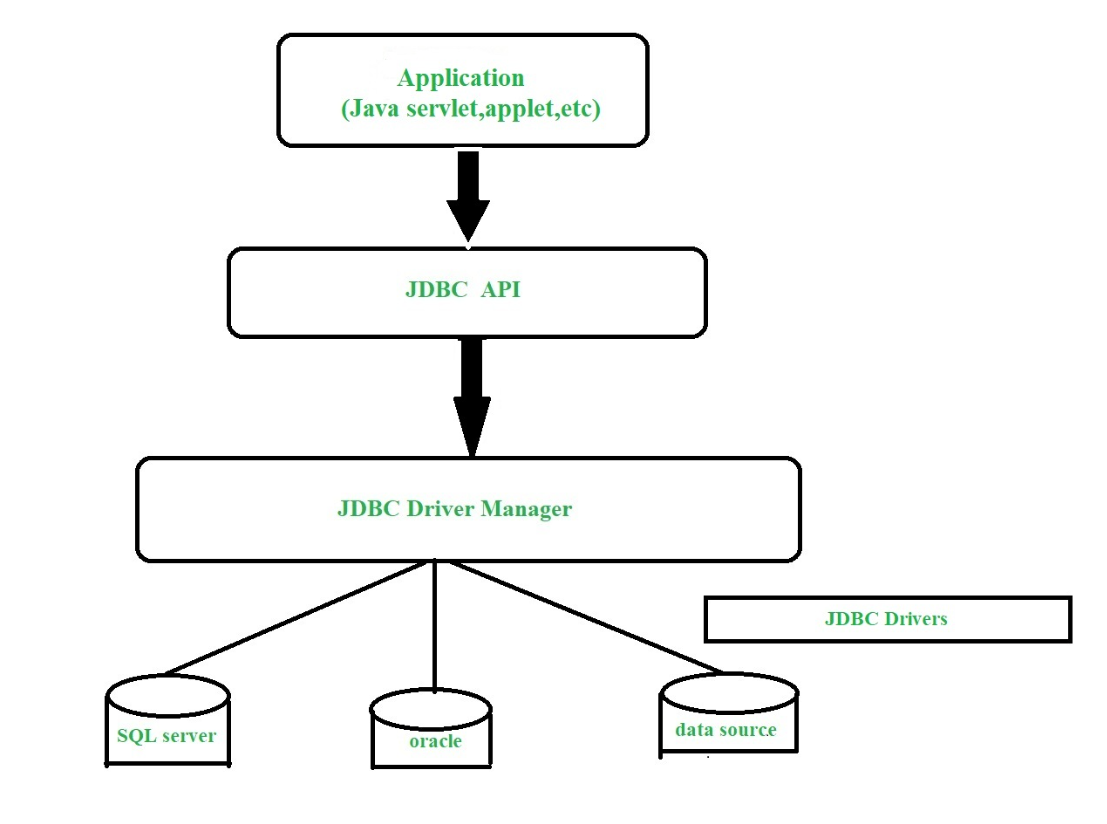 Application
(Java servlet,applet,etc)
JDBC API
JDBC Driver Manager
JDBC Drivers
SQL server
oracle
data source